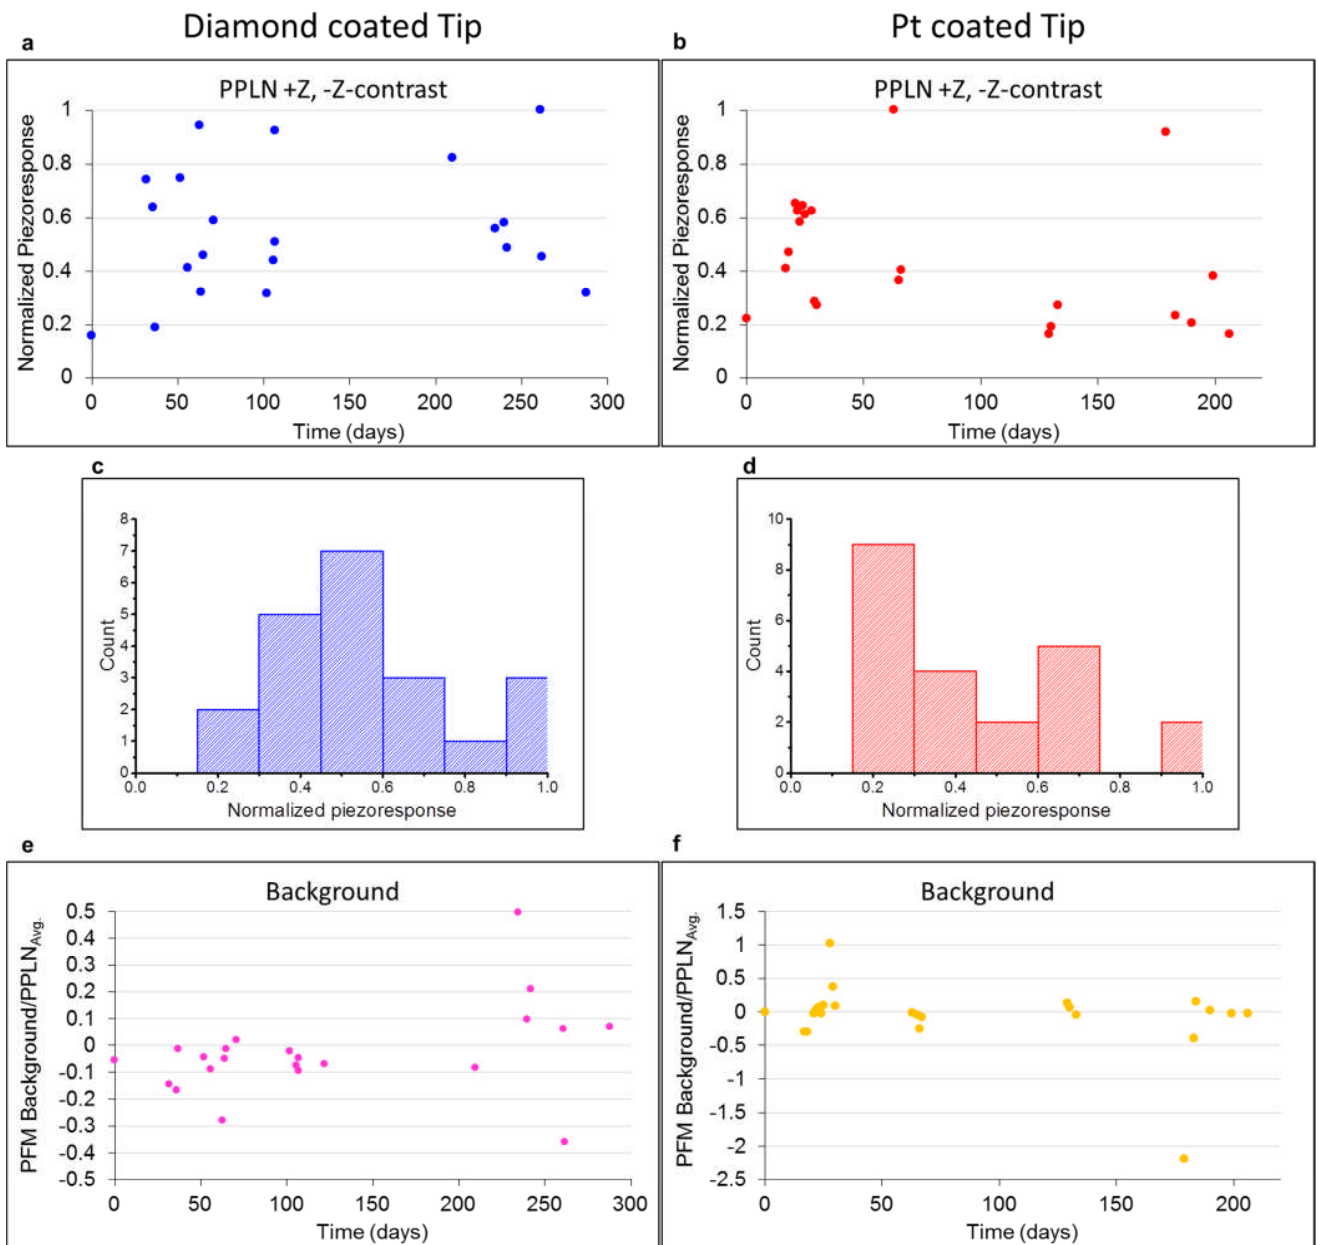 Diamond coated Tip
Pt coated Tip
a
b
PPLN +Z, -Z-contrast
PPLN +Z, -Z-contrast
Normalized Piezoresponse
1
0.8
0.6
0.4
0.2
0
0 50 100 150 200 250 300
Time (days)
Normalized Piezoresponse
1
0.8
0.6
0.4
0.2
0
0 50 100 150 200
Time (days)
c
d
Count
8
7
6
5
4
3
2
1
0
0.0 0.2 0.4 0.6 0.8 1.0
Normalized piezoresponse
Count
10
8
6
4
2
0
0.0 0.2 0.4 0.6 0.8 1.0
Normalized piezoresponse
e
f
Background
Background
PFM Background/PPLNAvg.
0.5
0.4
0.3
0.2
0.1
0
-0.1
-0.2
-0.3
-0.4
-0.5
0 50 100 150 200 250 300
Time (days)
PFM Background/PPLNAvg.
1.5
1
0.5
0
-0.5
-1
-1.5
-2
-2.5
0 50 100 150 200
Time (days)